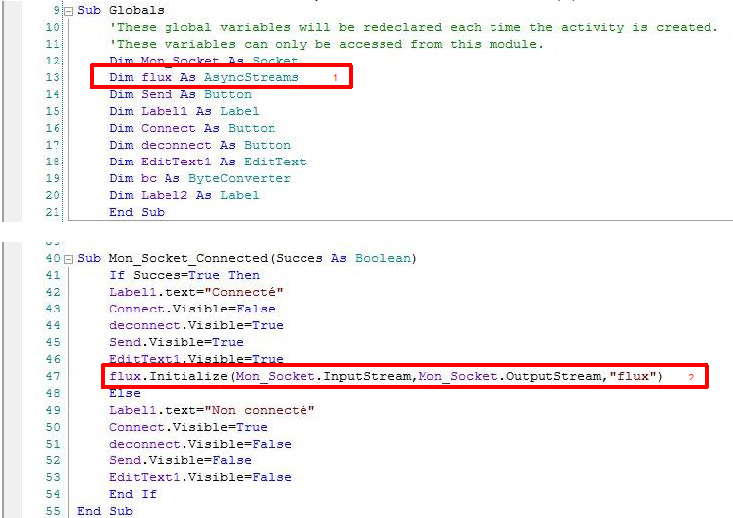 9 Sub Globals
10 'These global variables will be redeclared each time the activity is created.
11 'These variables can only be accessed from this module.
12 Dim Mon_Socket As Socket
13 Dim flux As AsyncStreams 1
14 Dim Send As Button
15 Dim Label1 As Label
16 Dim Connect As Button
17 Dim deconnect As Button
18 Dim EditText1 As EditText
19 Dim bc As ByteConverter
20 Dim Label2 As Label
21 End Sub
40 Sub Mon_Socket_Connected(Succes As Boolean)
41 If Succes=True Then
42 Label1.text="Connecté"
43 Connect.Visible=False
44 deconnect.Visible=True
45 Send.Visible=True
46 EditText1.Visible=True
47 flux.Initialize(Mon_Socket.InputStream,Mon_Socket.OutputStream,"flux") 2
48 Else
49 Label1.text="Non connecté"
50 Connect.Visible=True
51 deconnect.Visible=False
52 Send.Visible=False
53 EditText1.Visible=False
54 End If
55 End Sub